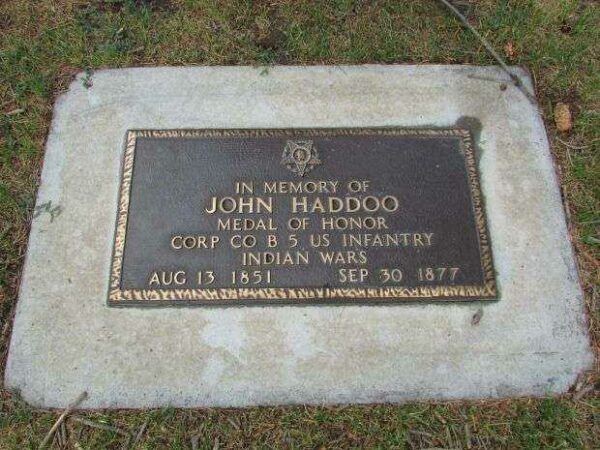 IN MEMORY OF
JOHN HADDOO
MEDAL OF HONOR
CORP CO B 5 US INFANTRY
INDIAN WARS
AUG 13 1851 SEP 30 1877